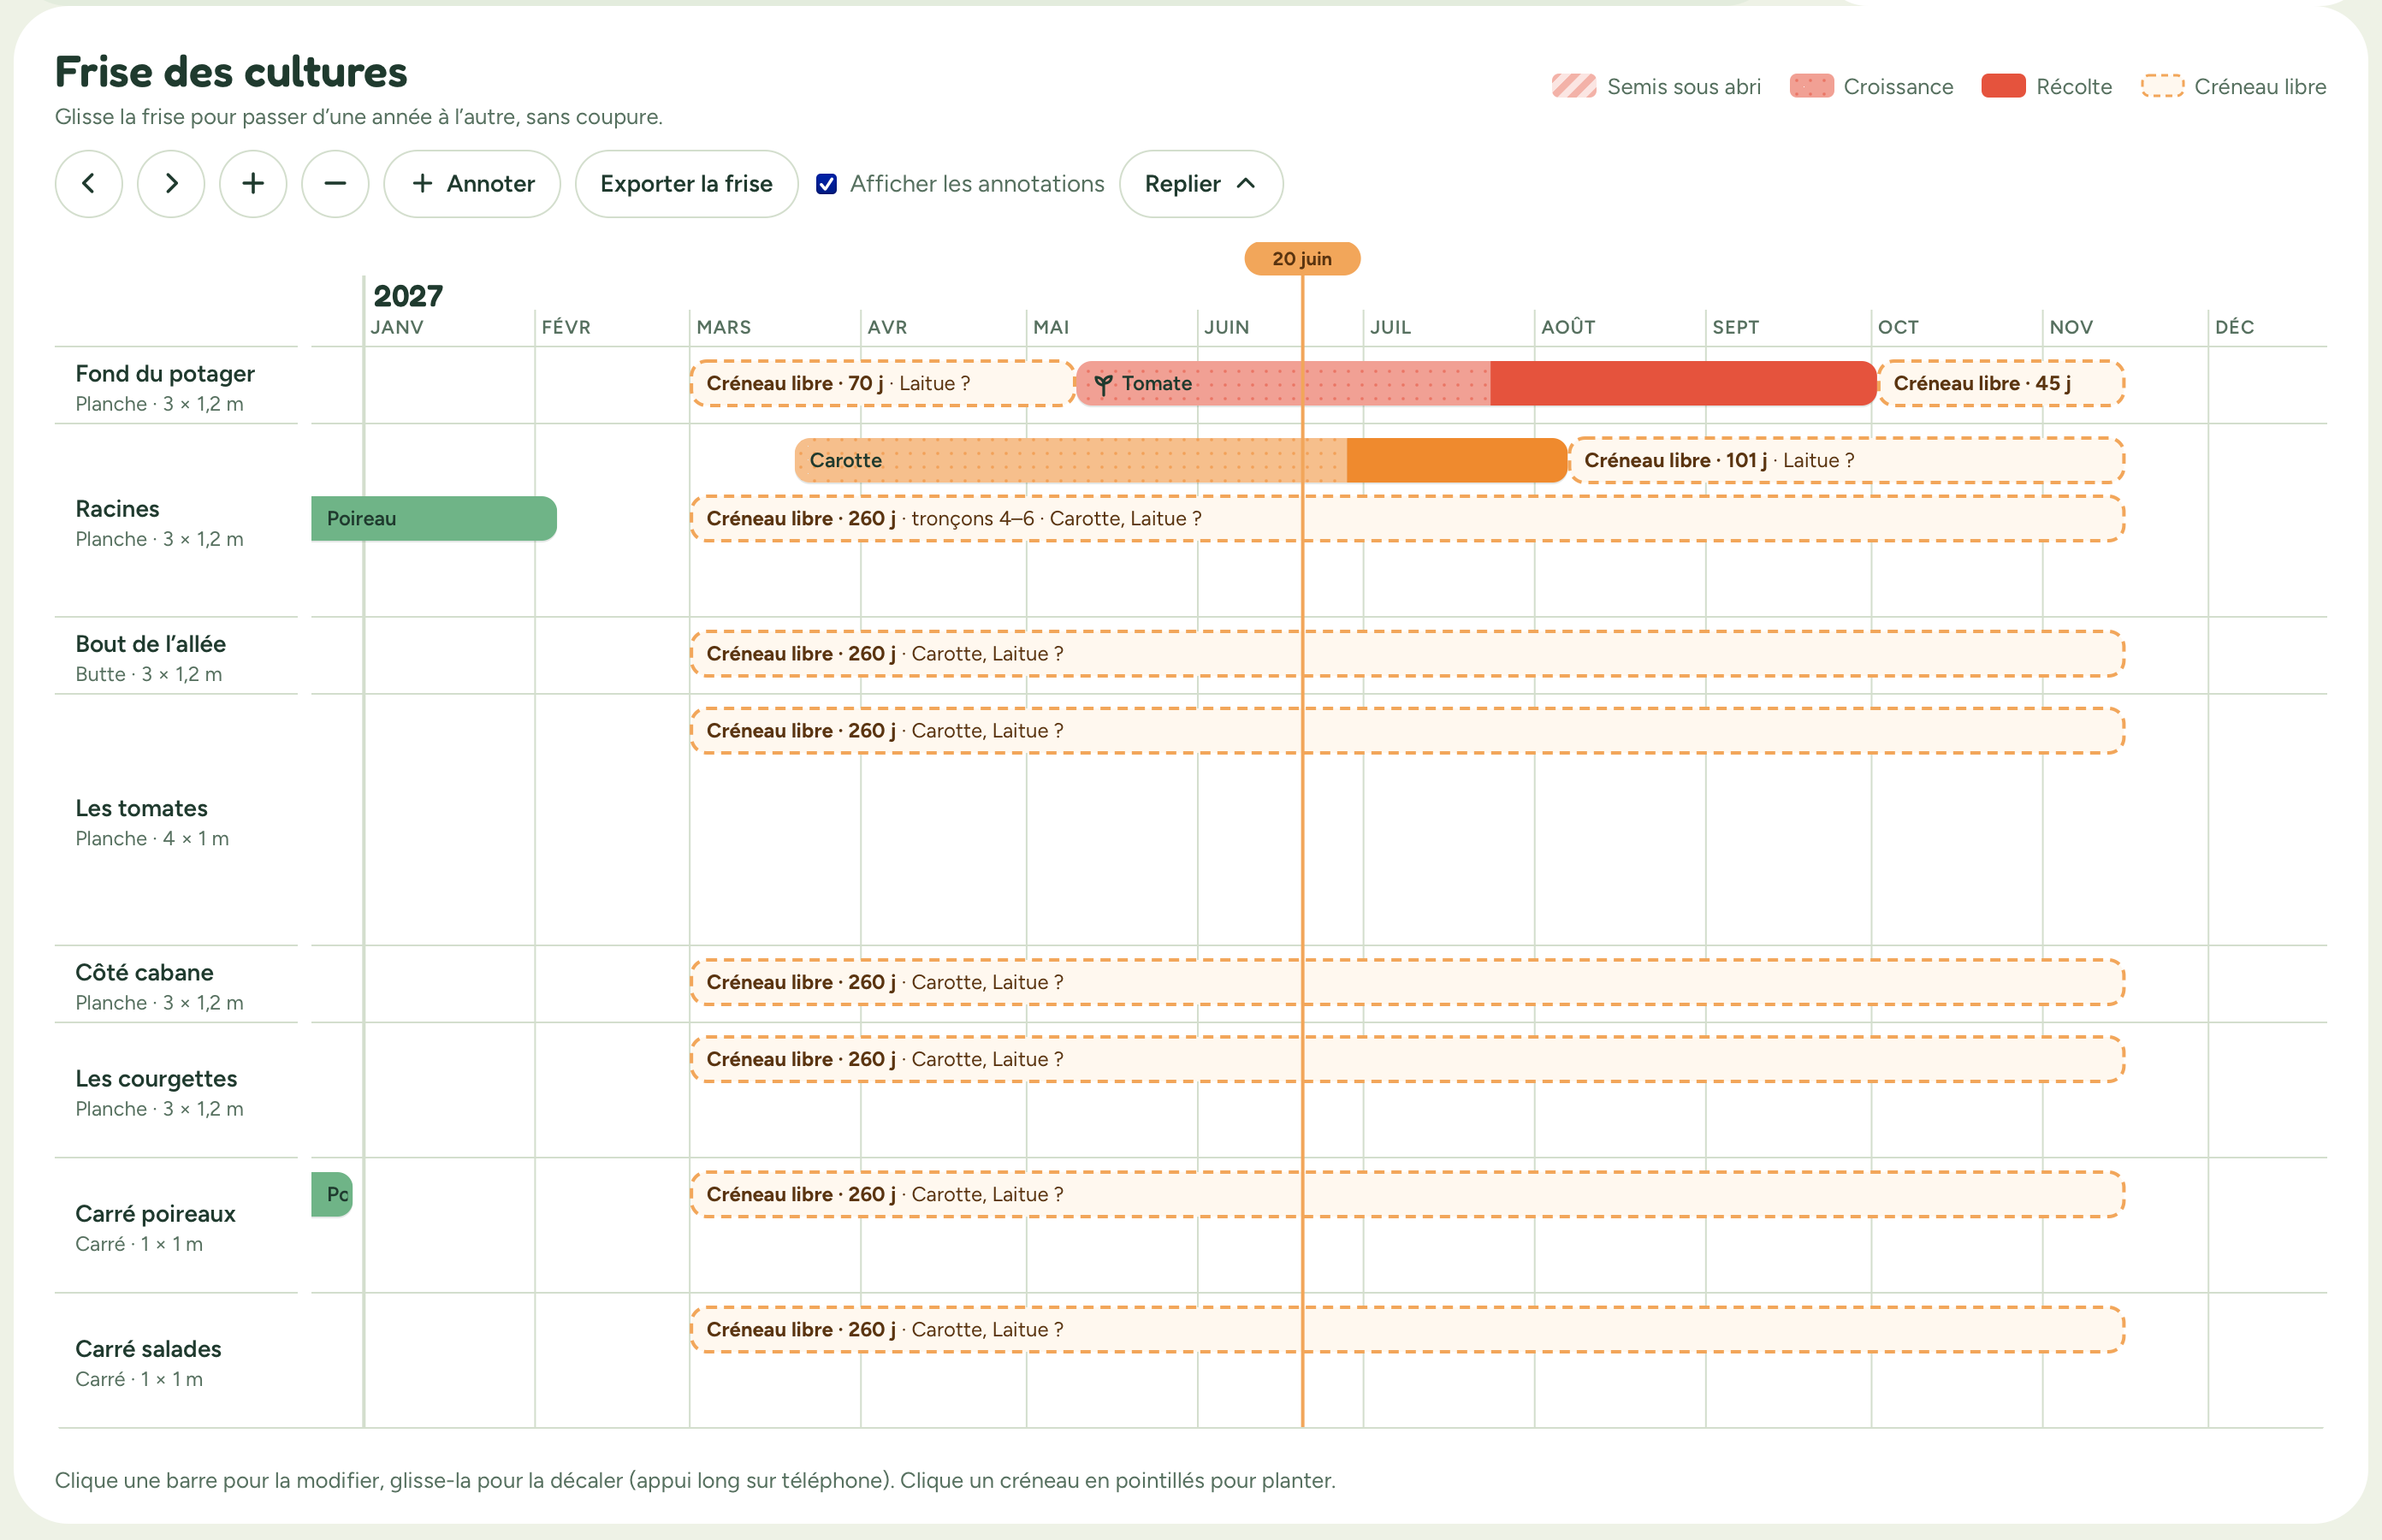 Frise des cultures
Glisse la frise pour passer d’une année à l’autre, sans coupure.
Semis sous abri
Croissance
Récolte
Créneau libre
Annoter
Exporter la frise
Afficher les annotations
Replier
20 juin
2027
JANV FÉVR MARS AVR MAI JUIN JUIL AOÛT SEPT OCT NOV DÉC
Fond du potager
Planche · 3 × 1,2 m
Créneau libre · 70 j · Laitue ?
Tomate
Créneau libre · 45 j
Racines
Planche · 3 × 1,2 m
Carotte
Créneau libre · 101 j · Laitue ?
Poireau
Créneau libre · 260 j · tronçons 4–6 · Carotte, Laitue ?
Bout de l’allée
Butte · 3 × 1,2 m
Créneau libre · 260 j · Carotte, Laitue ?
Les tomates
Planche · 4 × 1 m
Créneau libre · 260 j · Carotte, Laitue ?
Côté cabane
Planche · 3 × 1,2 m
Créneau libre · 260 j · Carotte, Laitue ?
Les courgettes
Planche · 3 × 1,2 m
Créneau libre · 260 j · Carotte, Laitue ?
Carré poireaux
Carré · 1 × 1 m
Po
Créneau libre · 260 j · Carotte, Laitue ?
Carré salades
Carré · 1 × 1 m
Créneau libre · 260 j · Carotte, Laitue ?
Clique une barre pour la modifier, glisse-la pour la décaler (appui long sur téléphone). Clique un créneau en pointillés pour planter.